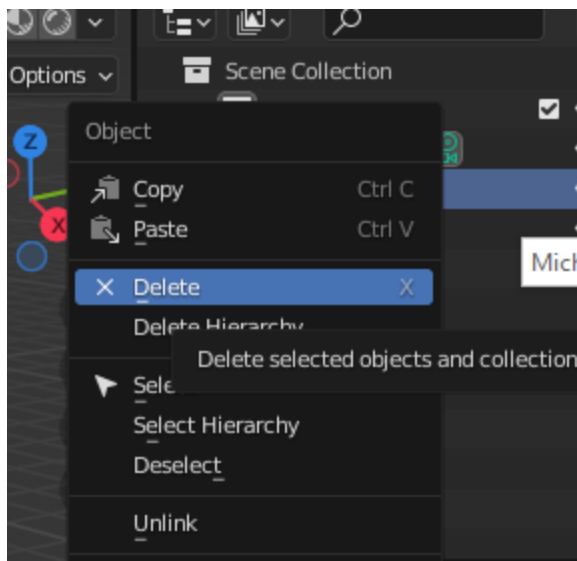 Options
Scene Collection
Z
X
Object
Copy Ctrl C
Paste Ctrl V
Delete X
Delete Hierarchy
Delete selected objects and collection
Select Hierarchy
Deselect
Unlink